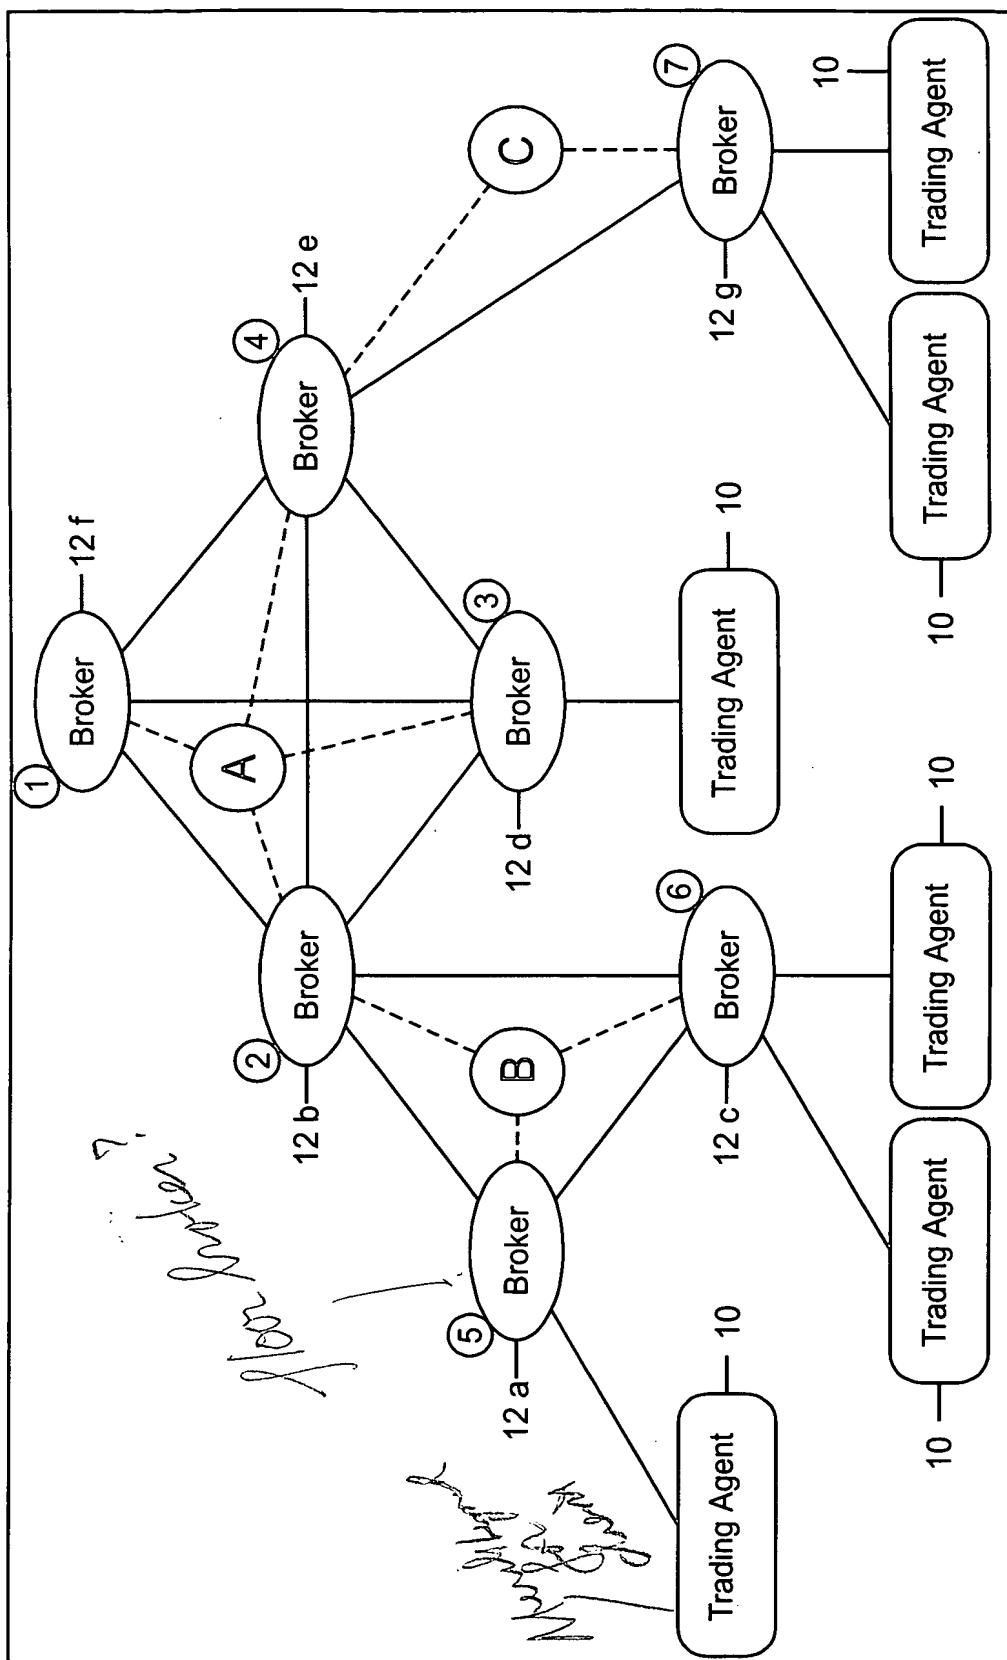 1
Broker
12 f
2
Broker
12 b
A
4
Broker
12 e
5
Broker
12 a
B
3
Broker
12 d
C
6
Broker
12 c
7
Broker
12 g
Trading Agent
10
Trading Agent
10
Trading Agent
10
Trading Agent
10
Trading Agent
10
Trading Agent
10